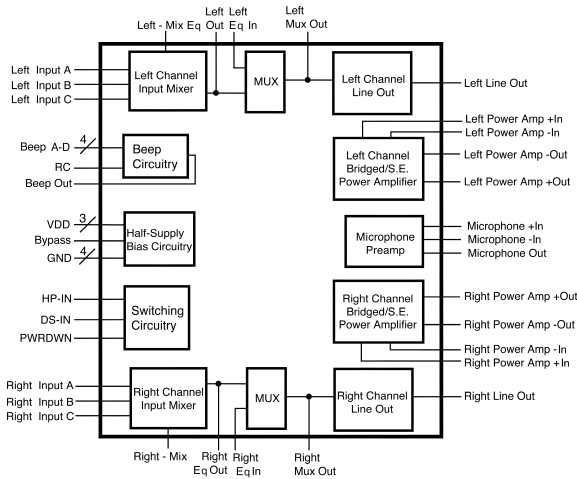 Left - Mix Eq
Left
Out
Left
Eq In
Left
Mux Out
Left Input A
Left Input B
Left Input C
Left Channel
Input Mixer
MUX
Left Channel
Line Out
Left Line Out
Left Power Amp +In
Left Power Amp -In
Left Power Amp -Out
Left Power Amp +Out
4
Beep A-D
RC
Beep Out
Beep
Circuitry
Left Channel
Bridged/S.E.
Power Amplifier
3
VDD
Bypass
4
GND
Half-Supply
Bias Circuitry
Microphone
Preamp
Microphone +In
Microphone -In
Microphone Out
HP-IN
DS-IN
PWRDWN
Switching
Circuitry
Right Channel
Bridged/S.E.
Power Amplifier
Right Power Amp +Out
Right Power Amp -Out
Right Power Amp -In
Right Power Amp +In
Right Input A
Right Input B
Right Input C
Right Channel
Input Mixer
MUX
Right Channel
Line Out
Right Line Out
Right - Mix
Right
Eq Out
Right
Eq In
Right
Mux Out